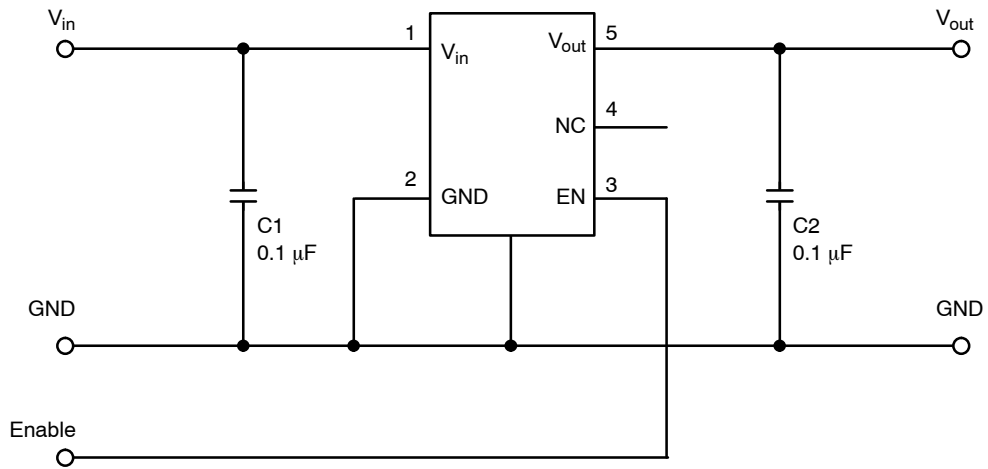 Vin
Vout
1
Vin
Vout
5
NC
4
2
GND
EN
3
C1
0.1 μF
C2
0.1 μF
GND
GND
Enable